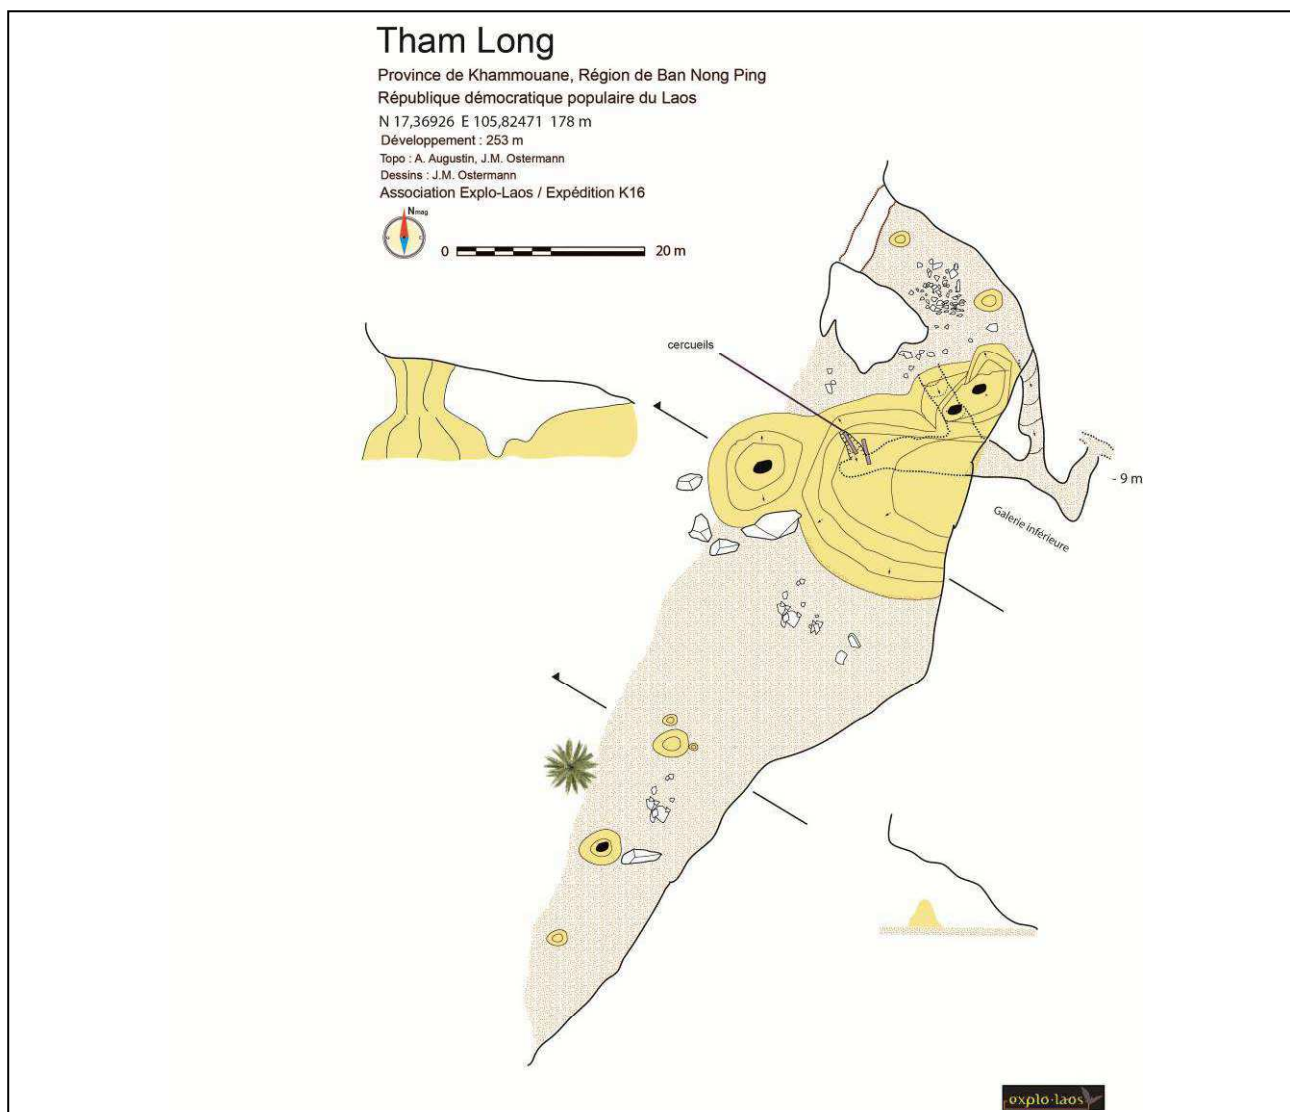 Tham Long
Province de Khammouane, Région de Ban Nong Ping
République démocratique populaire du Laos
N 17,36926 E 105,82471 178 m
Développement : 253 m
Topo : A. Augustin, J.M. Ostermann
Dessins : J.M. Ostermann
Association Explo-Laos / Expédition K16
Nmag
0 20 m
cercueils
- 9 m
Galerie inférieure
explo-laos